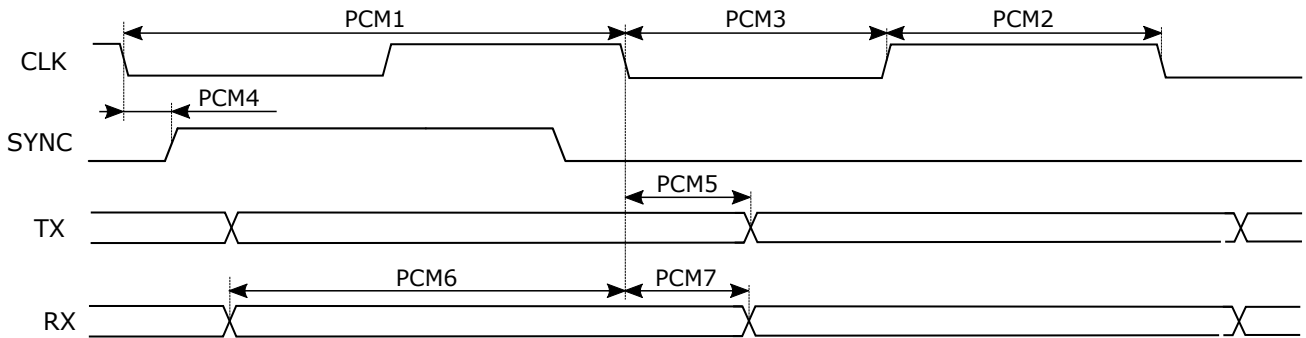 PCM1 PCM3 PCM2
CLK
PCM4
SYNC
PCM5
TX
PCM6 PCM7
RX